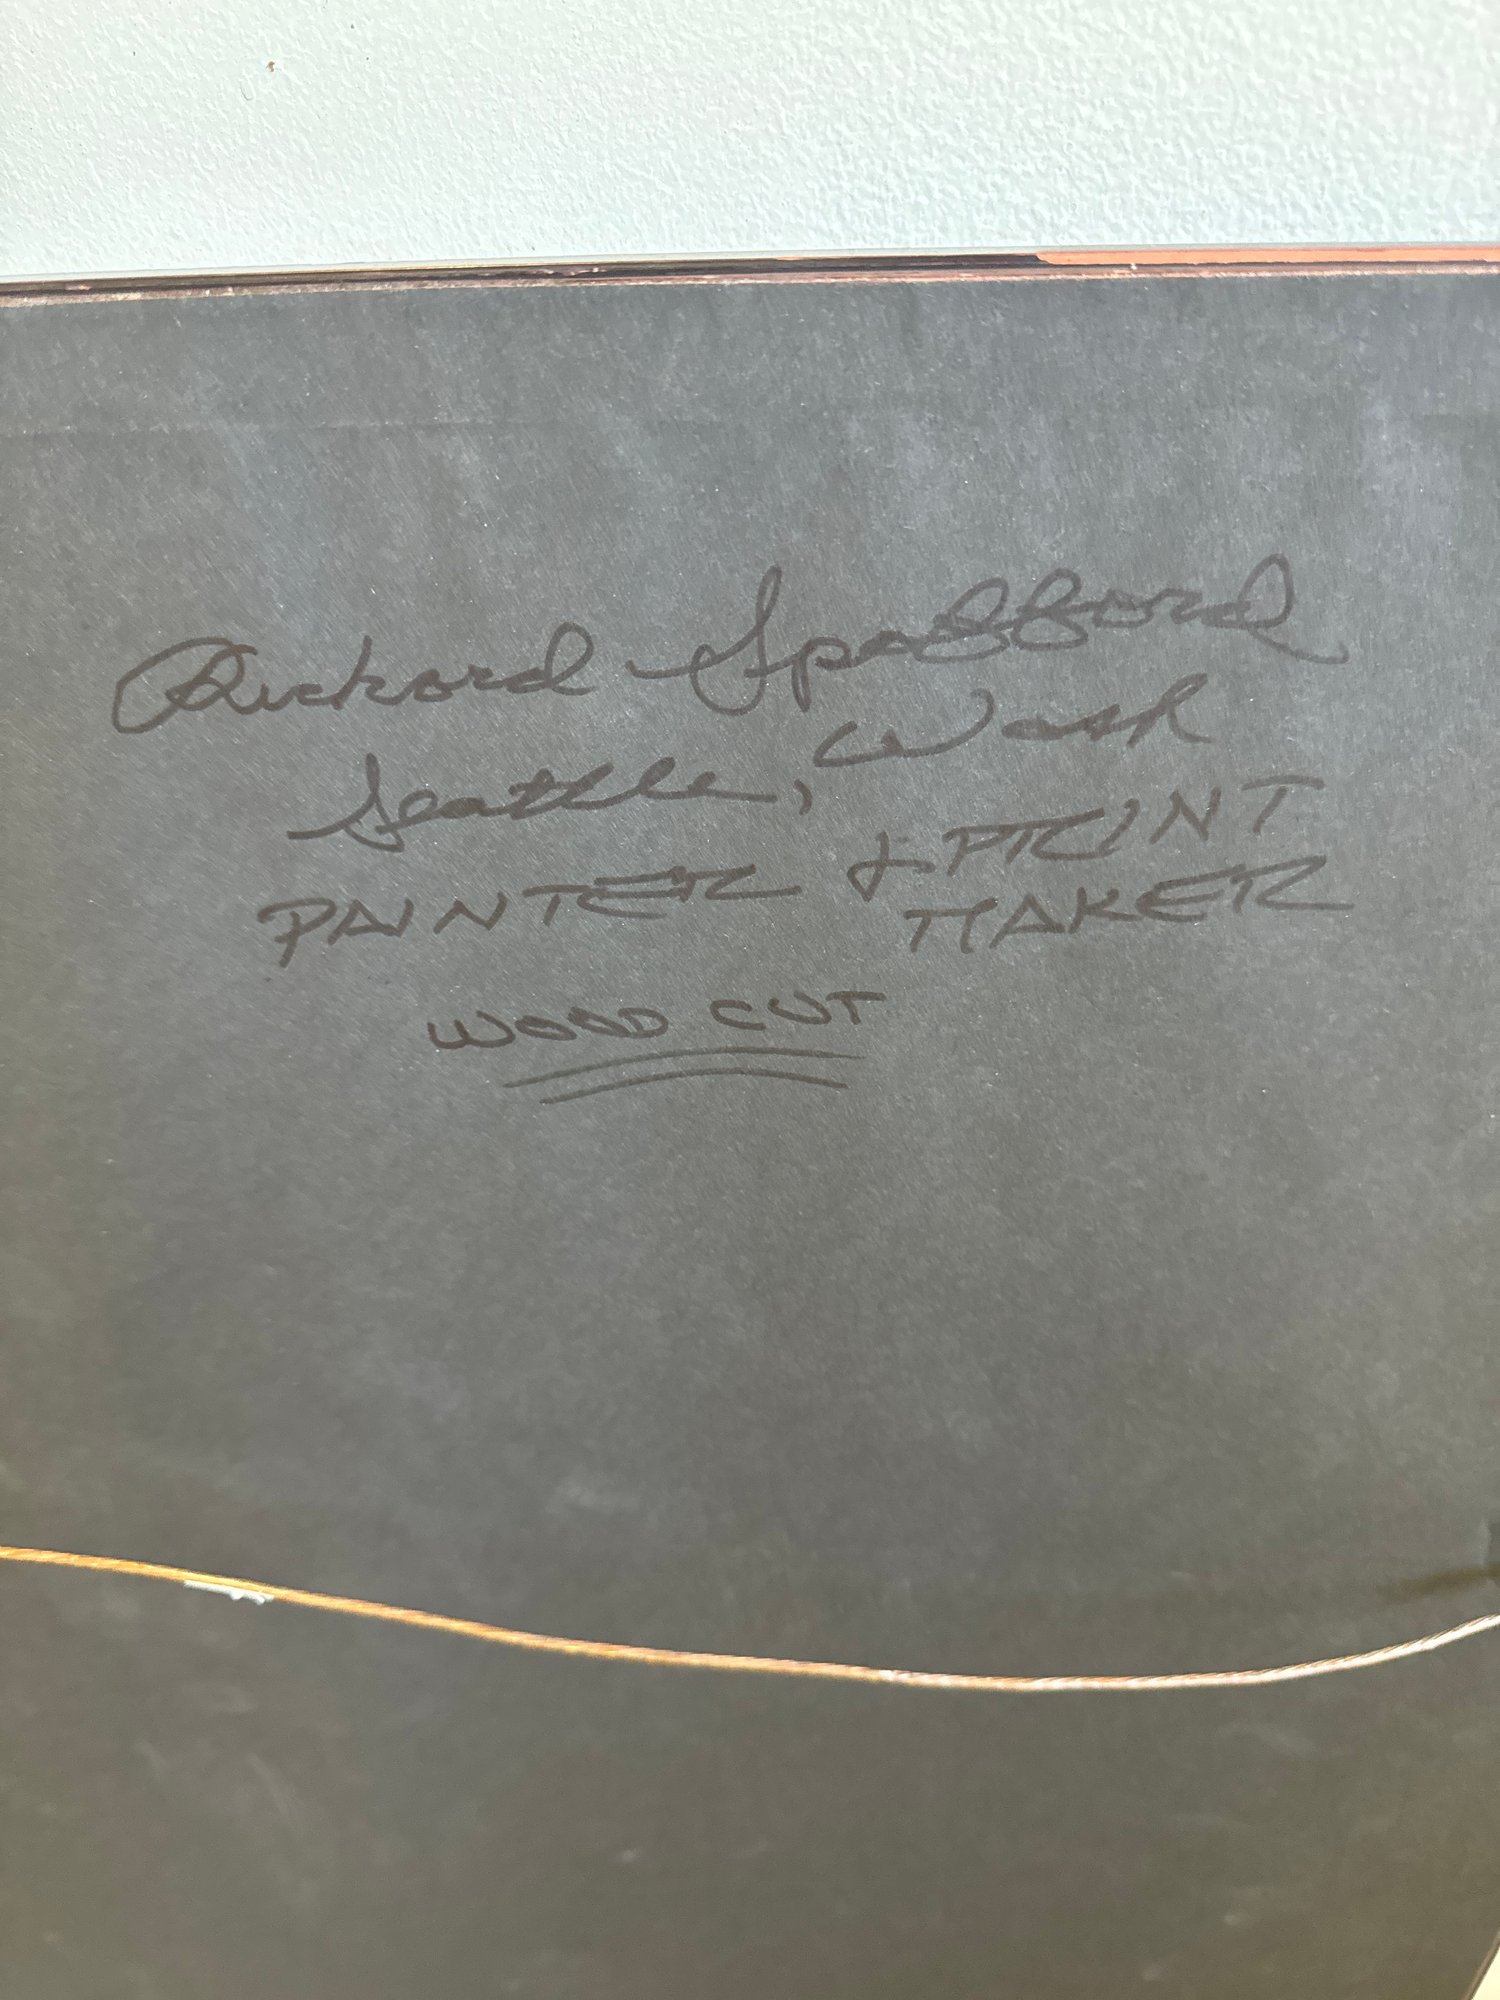 Richard Spafford
Seattle, Wash
PAINTER & PRINT
MAKER
WOOD CUT